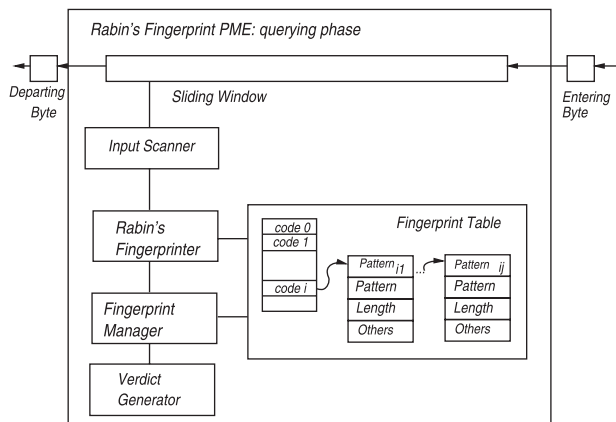 Rabin's Fingerprint PME: querying phase
Departing
Byte
Sliding Window
Entering
Byte
Input Scanner
Rabin's
Fingerprinter
Fingerprint
Manager
Verdict
Generator
Fingerprint Table
code 0
code 1
code i
Pattern i1
Pattern
Length
Others
...
Pattern ij
Pattern
Length
Others